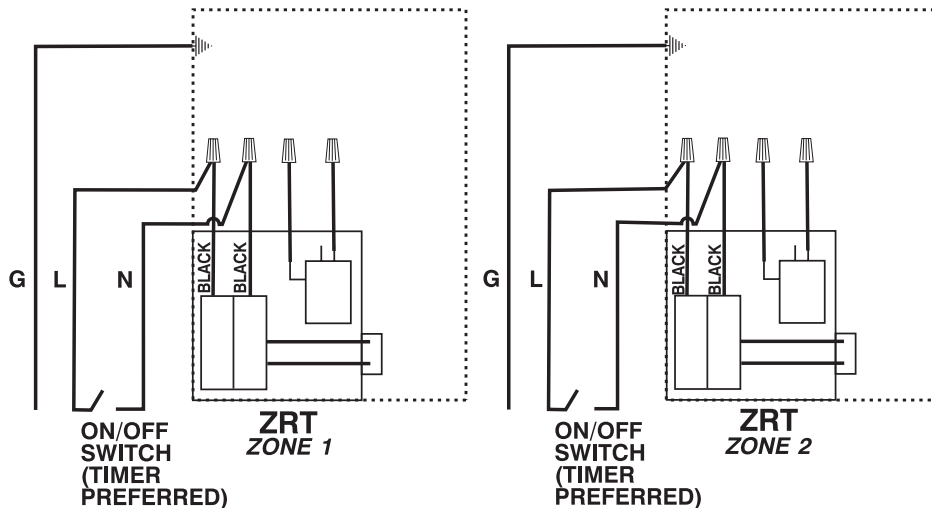 BLACK
BLACK
G L N
ZRT
ZONE 1
ON/OFF
SWITCH
(TIMER
PREFERRED)
BLACK
BLACK
G L N
ZRT
ZONE 2
ON/OFF
SWITCH
(TIMER
PREFERRED)